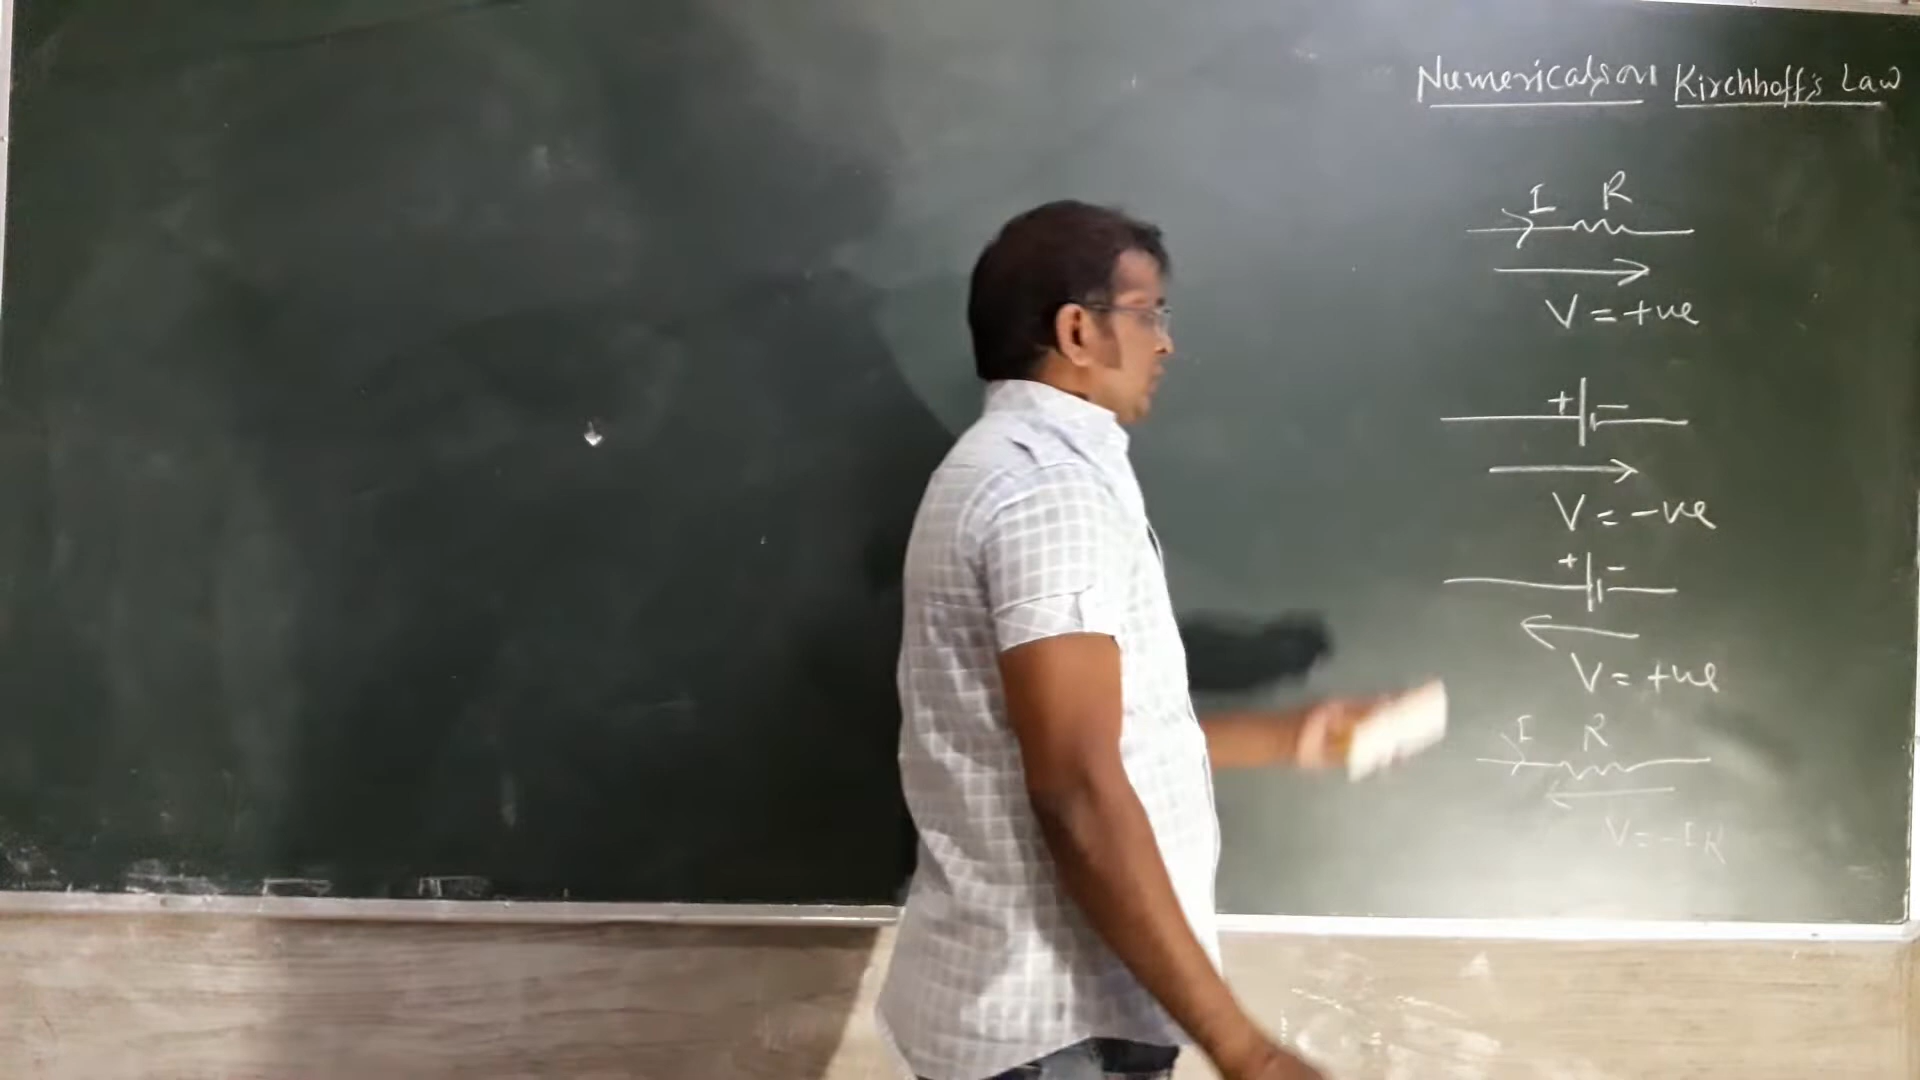 Numericals on Kirchhoff's Law
I R
V = +ve
+ -
V = -ve
+ -
V = +ve
I R
V = -IR